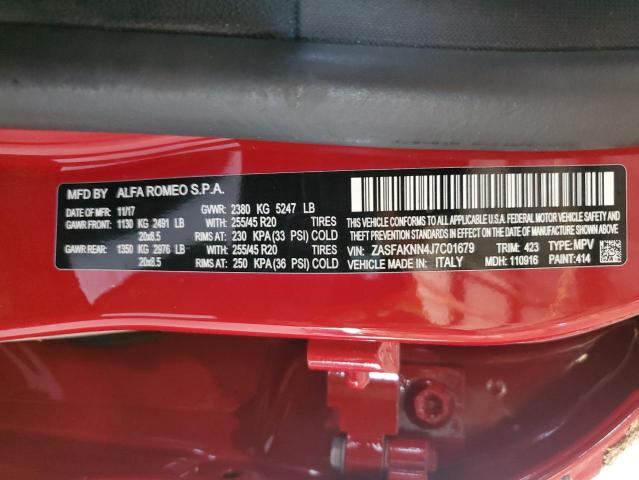 MFD BY ALFA ROMEO S.P.A.
DATE OF MFR: 11/17 GVWR: 2380 KG 5247 LB
GAWR FRONT: 1130 KG 2491 LB WITH: 255/45 R20 TIRES
20x8.5 RIMS AT: 230 KPA (33 PSI) COLD
GAWR REAR: 1350 KG 2976 LB WITH: 255/45 R20 TIRES
20x8.5 RIMS AT: 250 KPA (36 PSI) COLD
THIS VEHICLE CONFORMS TO ALL APPLICABLE U.S.A. FEDERAL
MOTOR VEHICLE SAFETY, BUMPER, AND
THEFT PREVENTION STANDARDS IN EFFECT ON THE DATE OF MANUFACTURE SHOWN ABOVE
VIN: ZASFAKNN4J7C01679 TRIM: 423 TYPE: MPV
VEHICLE MADE IN: ITALY MDH: 110916 PAINT: 414